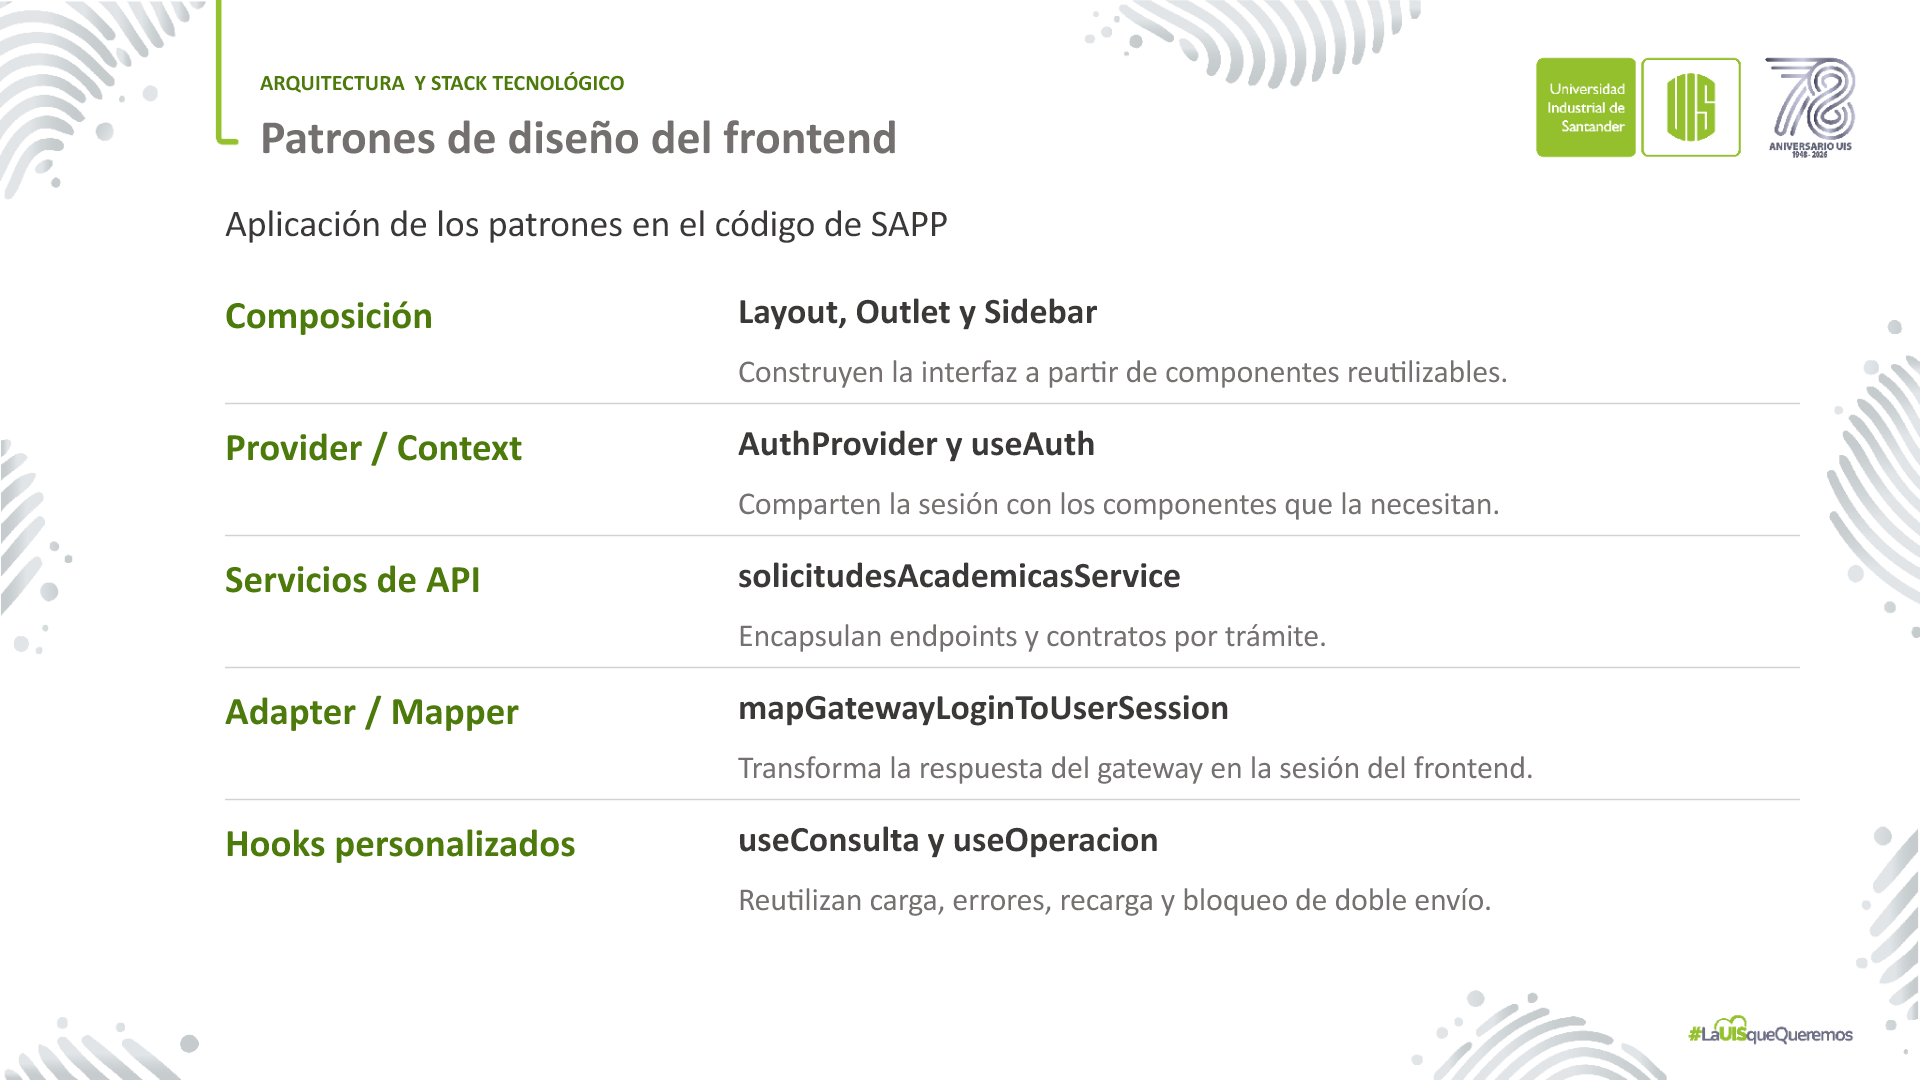 ARQUITECTURA  Y STACK TECNOLÓGICO
Patrones de diseño del frontend
Universidad
Industrial de
Santander
UIS
78
ANIVERSARIO UIS
1948 - 2026
Aplicación de los patrones en el código de SAPP
Composición
Layout, Outlet y Sidebar
Construyen la interfaz a partir de componentes reutilizables.
Provider / Context
AuthProvider y useAuth
Comparten la sesión con los componentes que la necesitan.
Servicios de API
solicitudesAcademicasService
Encapsulan endpoints y contratos por trámite.
Adapter / Mapper
mapGatewayLoginToUserSession
Transforma la respuesta del gateway en la sesión del frontend.
Hooks personalizados
useConsulta y useOperacion
Reutilizan carga, errores, recarga y bloqueo de doble envío.
#LaUISqueQueremos